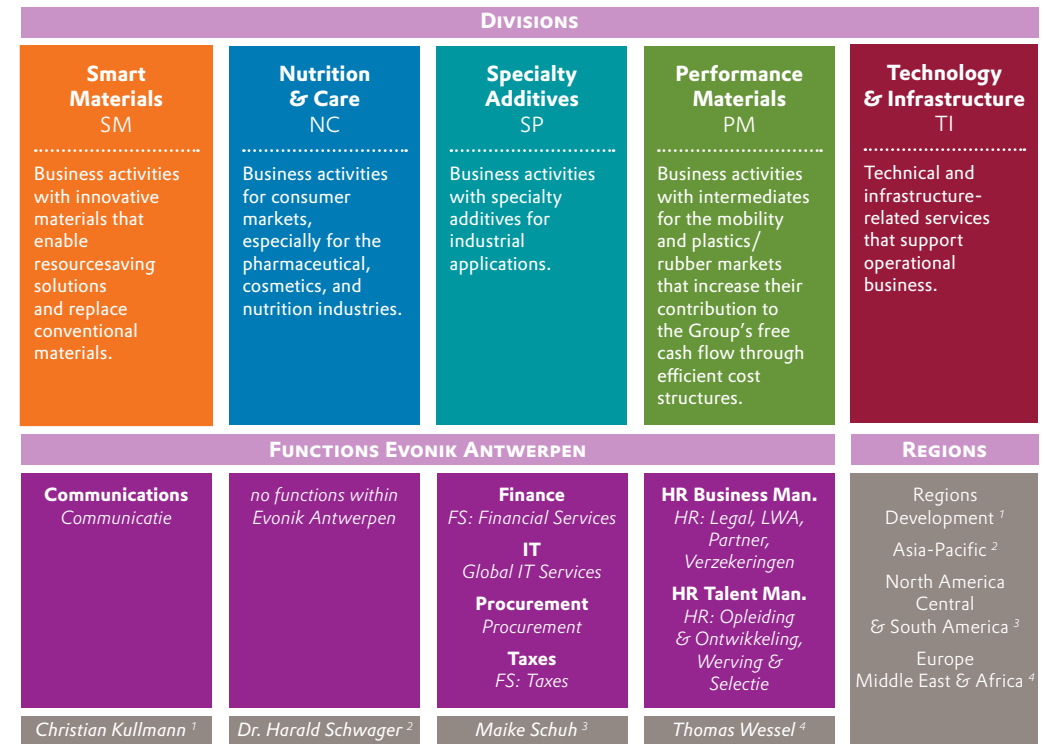 DIVISIONS
Smart
Materials
SM
Business activities
with innovative
materials that
enable
resourcesaving
solutions
and replace
conventional
materials.
Nutrition
& Care
NC
Business activities
for consumer
markets,
especially for the
pharmaceutical,
cosmetics, and
nutrition industries.
Specialty
Additives
SP
Business activities
with specialty
additives for
industrial
applications.
Performance
Materials
PM
Business activities
with intermediates
for the mobility
and plastics/
rubber markets
that increase their
contribution to
the Group's free
cash flow through
efficient cost
structures.
Technology
& Infrastructure
TI
Technical and
infrastructure-
related services
that support
operational
business.
FUNCTIONS EVONIK ANTWERPEN
Communications
Communicatie
Christian Kullmann ¹
no functions within
Evonik Antwerpen
Dr. Harald Schwager ²
Finance
FS: Financial Services
IT
Global IT Services
Procurement
Procurement
Taxes
FS: Taxes
Maike Schuh ³
HR Business Man.
HR: Legal, LWA,
Partner,
Verzekeringen
HR Talent Man.
HR: Opleiding
& Ontwikkeling,
Werving &
Selectie
Thomas Wessel ⁴
REGIONS
Regions
Development ¹
Asia-Pacific ²
North America
Central
& South America ³
Europe
Middle East & Africa ⁴